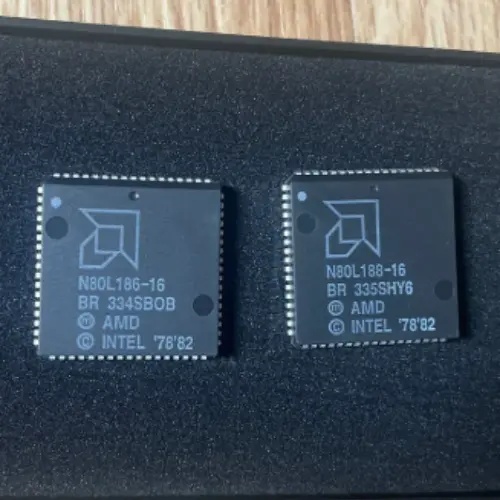 N80L186-16
BR 334SBOB
Ⓜ AMD
© INTEL '78'82
N80L188-16
BR 335SHY6
Ⓜ AMD
© INTEL '78'82